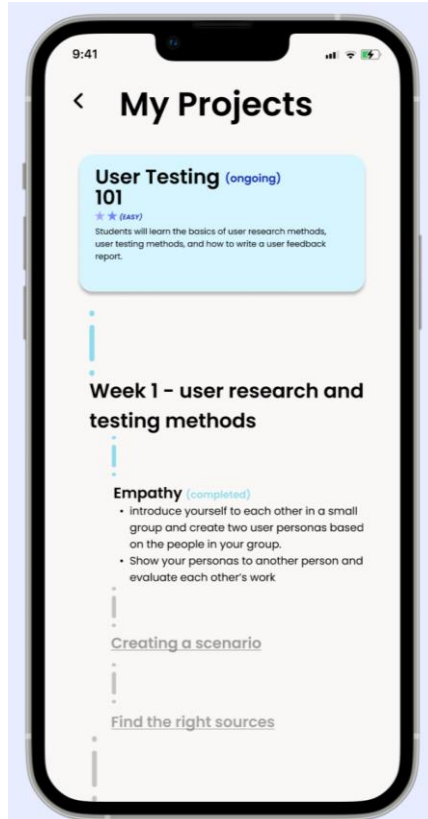 9:41
My Projects
User Testing (ongoing)
101
(EASY)
Students will learn the basics of user research methods,
user testing methods, and how to write a user feedback
report.
Week 1 - user research and
testing methods
Empathy (completed)
• introduce yourself to each other in a small
group and create two user personas based
on the people in your group.
• Show your personas to another person and
evaluate each other's work
Creating a scenario
Find the right sources